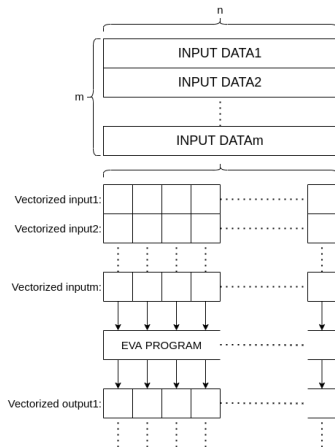 n
INPUT DATA1
m
INPUT DATA2
INPUT DATAm
Vectorized input1:
Vectorized input2:
Vectorized inputm:
EVA PROGRAM
Vectorized output1: